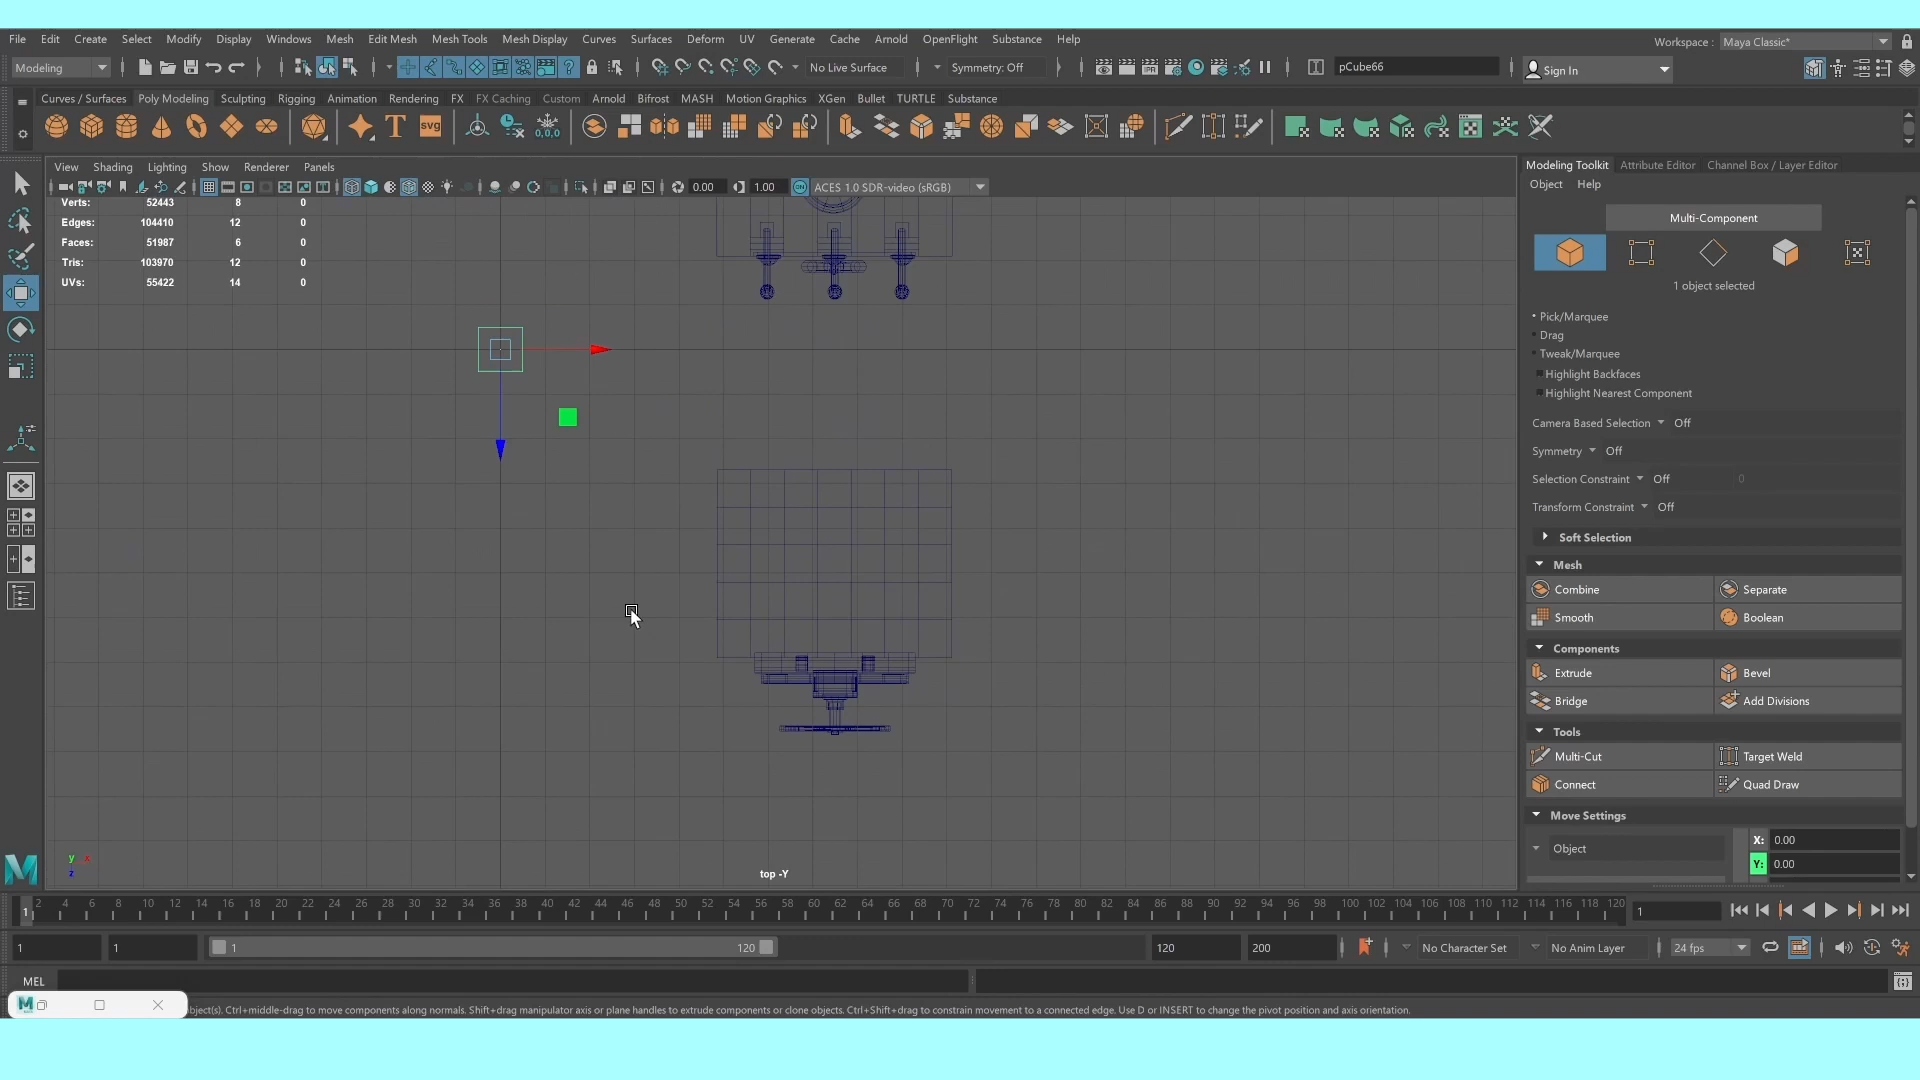 File Edit Create Select Modify Display Windows Mesh Edit Mesh Mesh Tools Mesh Display Curves Surfaces Deform UV Generate Cache Arnold OpenFlight Substance Help
Workspace : Maya Classic*
Modeling No Live Surface Symmetry: Off pCube66 Sign In
Curves / Surfaces Poly Modeling Sculpting Rigging Animation Rendering FX FX Caching Custom Arnold Bifrost MASH Motion Graphics XGen Bullet TURTLE Substance
SVG
0,0,0
View Shading Lighting Show Renderer Panels
0.00 1.00 ACES 1.0 SDR-video (sRGB)
Modeling Toolkit Attribute Editor Channel Box / Layer Editor
Object Help
Verts: 52443 8 0
Edges: 104410 12 0
Faces: 51987 6 0
Tris: 103970 12 0
UVs: 55422 14 0
Multi-Component
1 object selected
Pick/Marquee
Drag
Tweak/Marquee
Highlight Backfaces
Highlight Nearest Component
Camera Based Selection Off
Symmetry Off
Selection Constraint Off 0
Transform Constraint Off
Soft Selection
Mesh
Combine Separate
Smooth Boolean
Components
Extrude Bevel
Bridge Add Divisions
Tools
Multi-Cut Target Weld
Connect Quad Draw
Move Settings
Object X: 0.00
Y: 0.00
y x
z
top -Y
1 2 4 6 8 10 12 14 16 18 20 22 24 26 28 30 32 34 36 38 40 42 44 46 48 50 52 54 56 58 60 62 64 66 68 70 72 74 76 78 80 82 84 86 88 90 92 94 96 98 100 102 104 106 108 110 112 114 116 118 120 1
1 1 1 120 120 200 No Character Set No Anim Layer 24 fps
MEL
bject(s). Ctrl+middle-drag to move components along normals. Shift+drag manipulator axis or plane handles to extrude components or clone objects. Ctrl+Shift+drag to constrain movement to a connected edge. Use D or INSERT to change the pivot position and axis orientation.